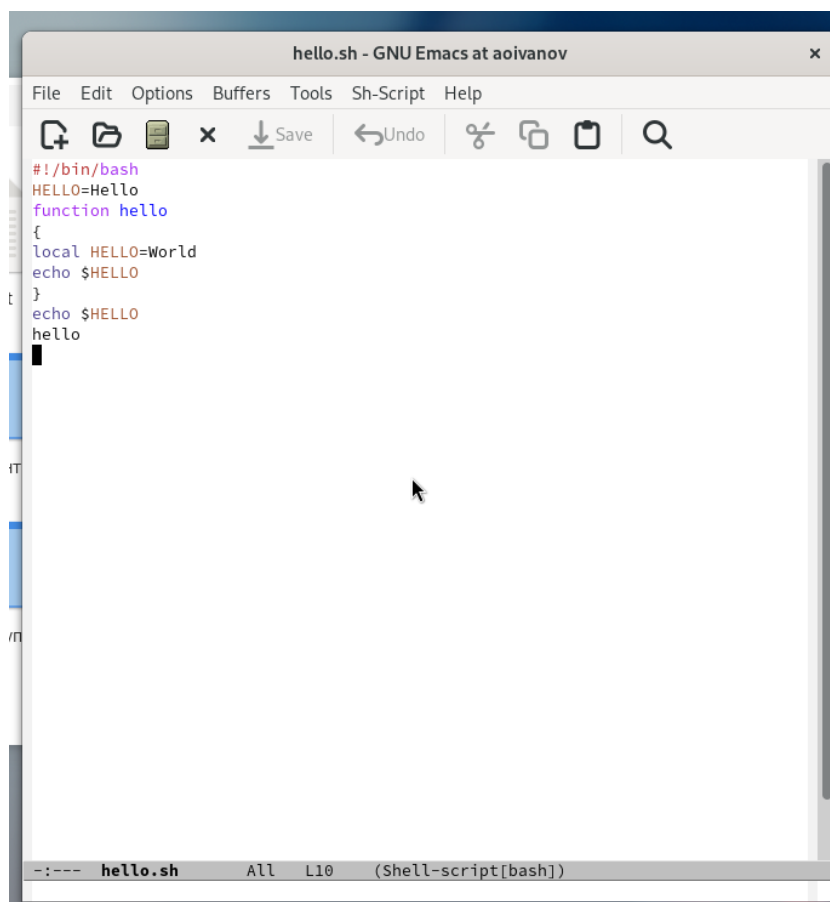 hello.sh - GNU Emacs at aoivanov
File Edit Options Buffers Tools Sh-Script Help
Save Undo
#!/bin/bash
HELLO=Hello
function hello
{
local HELLO=World
echo $HELLO
}
echo $HELLO
hello
-:--- hello.sh All L10 (Shell-script[bash])